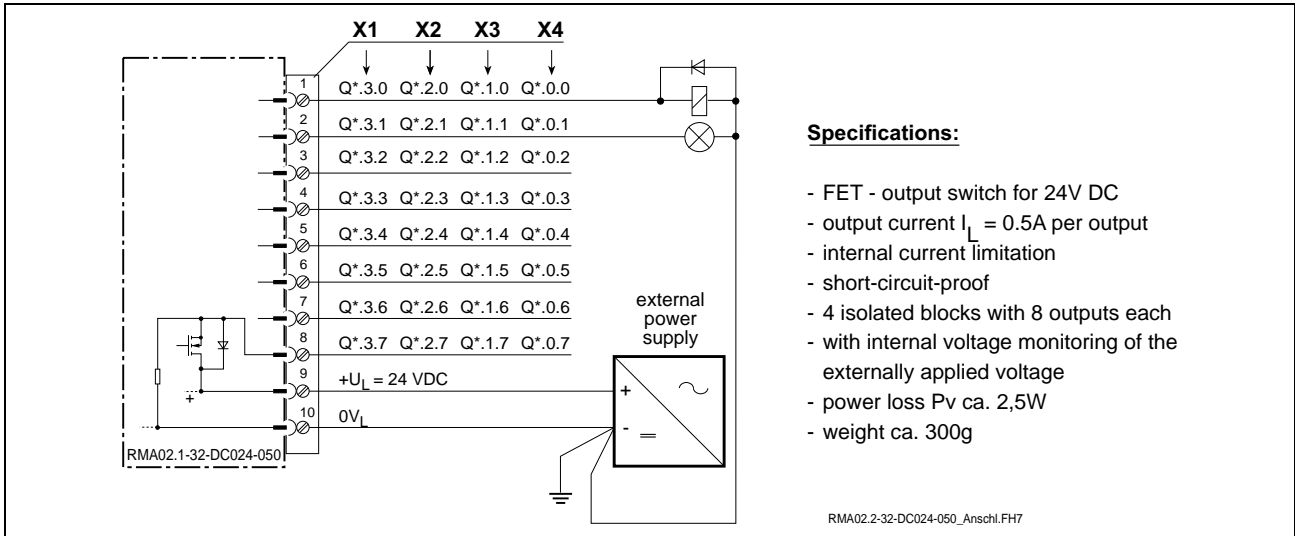 X1 X2 X3 X4
1 Q*.3.0 Q*.2.0 Q*.1.0 Q*.0.0
2 Q*.3.1 Q*.2.1 Q*.1.1 Q*.0.1
3 Q*.3.2 Q*.2.2 Q*.1.2 Q*.0.2
4 Q*.3.3 Q*.2.3 Q*.1.3 Q*.0.3
5 Q*.3.4 Q*.2.4 Q*.1.4 Q*.0.4
6 Q*.3.5 Q*.2.5 Q*.1.5 Q*.0.5
7 Q*.3.6 Q*.2.6 Q*.1.6 Q*.0.6
8 Q*.3.7 Q*.2.7 Q*.1.7 Q*.0.7
9 +UL = 24 VDC
10 0VL
+
RMA02.1-32-DC024-050
external
power
supply
+
-
Specifications:
- FET - output switch for 24V DC
- output current IL = 0.5A per output
- internal current limitation
- short-circuit-proof
- 4 isolated blocks with 8 outputs each
- with internal voltage monitoring of the
externally applied voltage
- power loss Pv ca. 2,5W
- weight ca. 300g
RMA02.2-32-DC024-050_Anschl.FH7